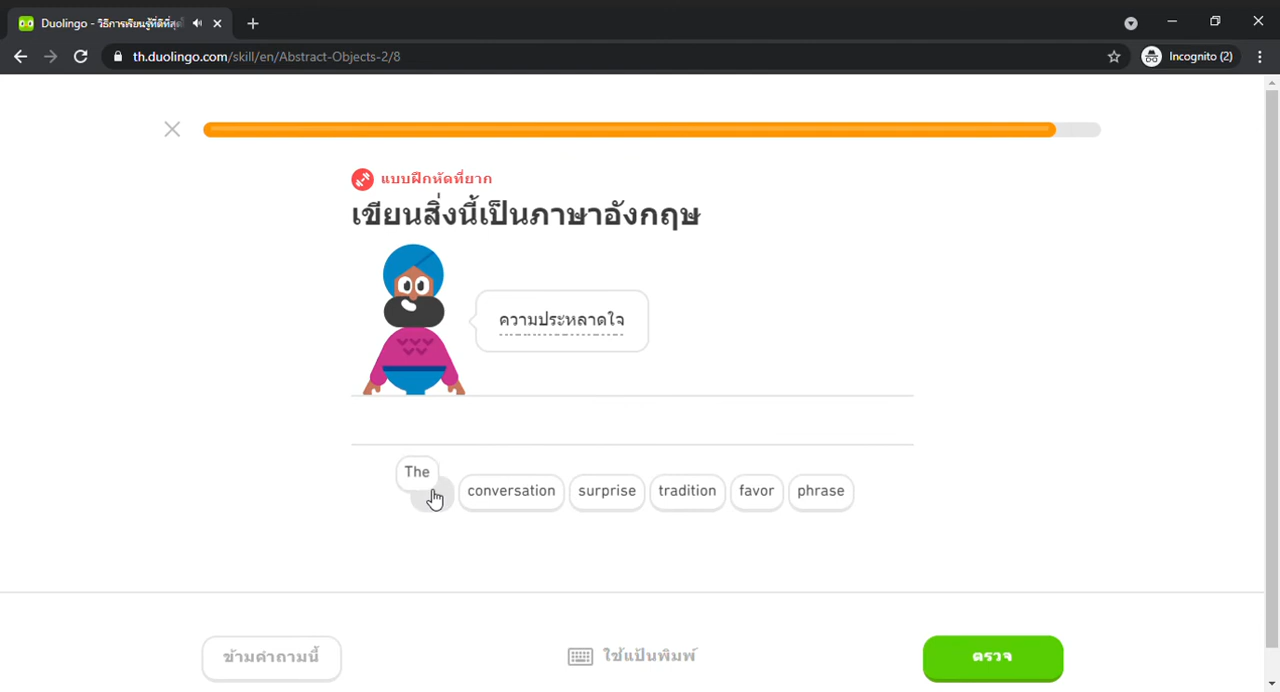 Duolingo - วิธีการเรียนรู้ที่ดีที่สุด
th.duolingo.com/skill/en/Abstract-Objects-2/8
Incognito (2)
แบบฝึกหัดที่ยาก
เขียนสิ่งนี้เป็นภาษาอังกฤษ
ความประหลาดใจ
The
conversation surprise tradition favor phrase
ข้ามคำถามนี้ ใช้แป้นพิมพ์ ตรวจ